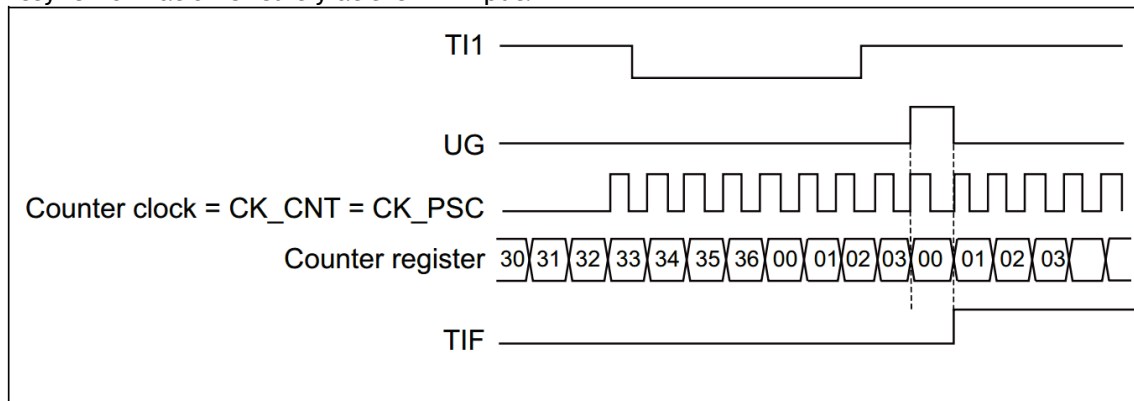 TI1
UG
Counter clock = CK_CNT = CK_PSC
Counter register 30 31 32 33 34 35 36 00 01 02 03 00 01 02 03
TIF